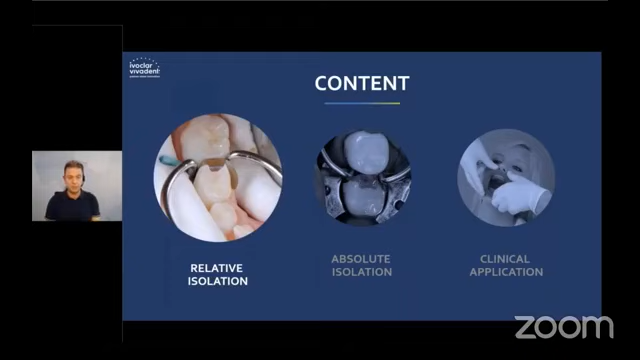 ivoclar
vivadent
CONTENT
RELATIVE
ISOLATION
ABSOLUTE
ISOLATION
CLINICAL
APPLICATION
zoom